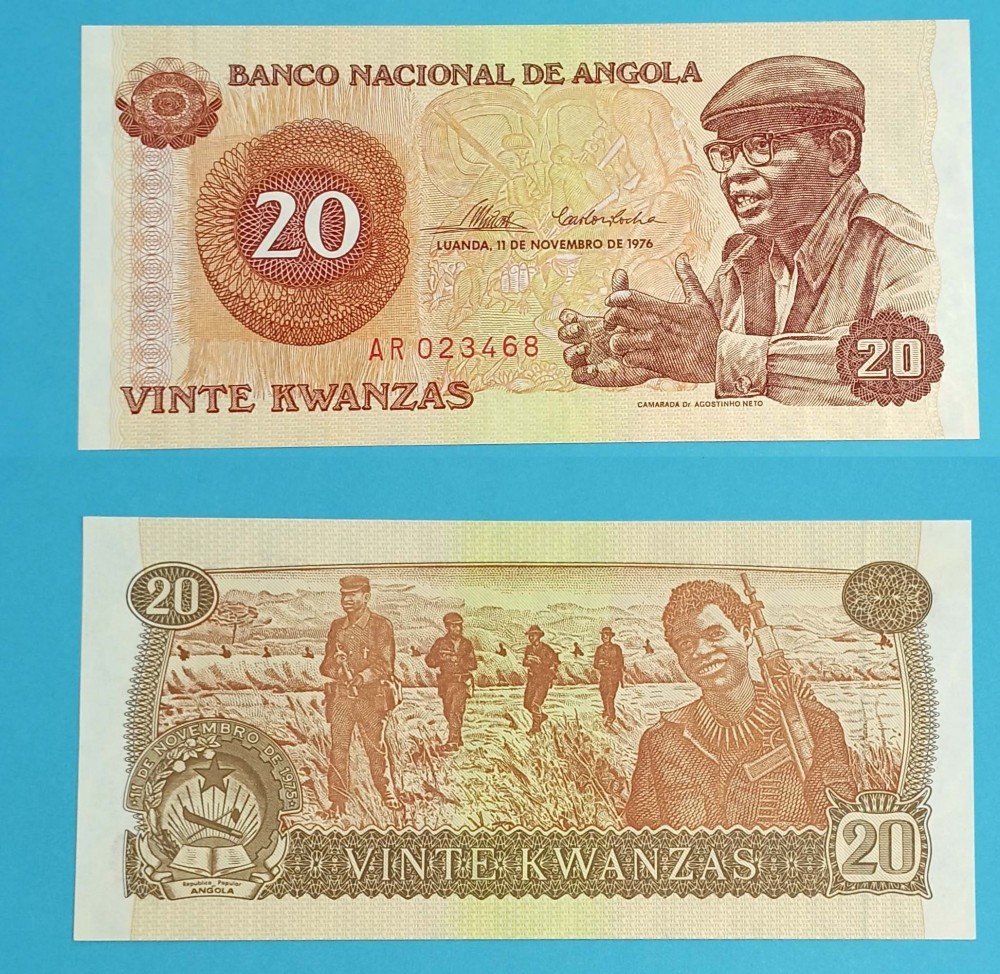 BANCO NACIONAL DE ANGOLA
20
LUANDA, 11 DE NOVEMBRO DE 1976
AR 023468
20
VINTE KWANZAS
CAMARADA Dr. AGOSTINHO NETO
20
11 DE NOVEMBRO DE 1975
República Popular
ANGOLA
VINTE KWANZAS
20